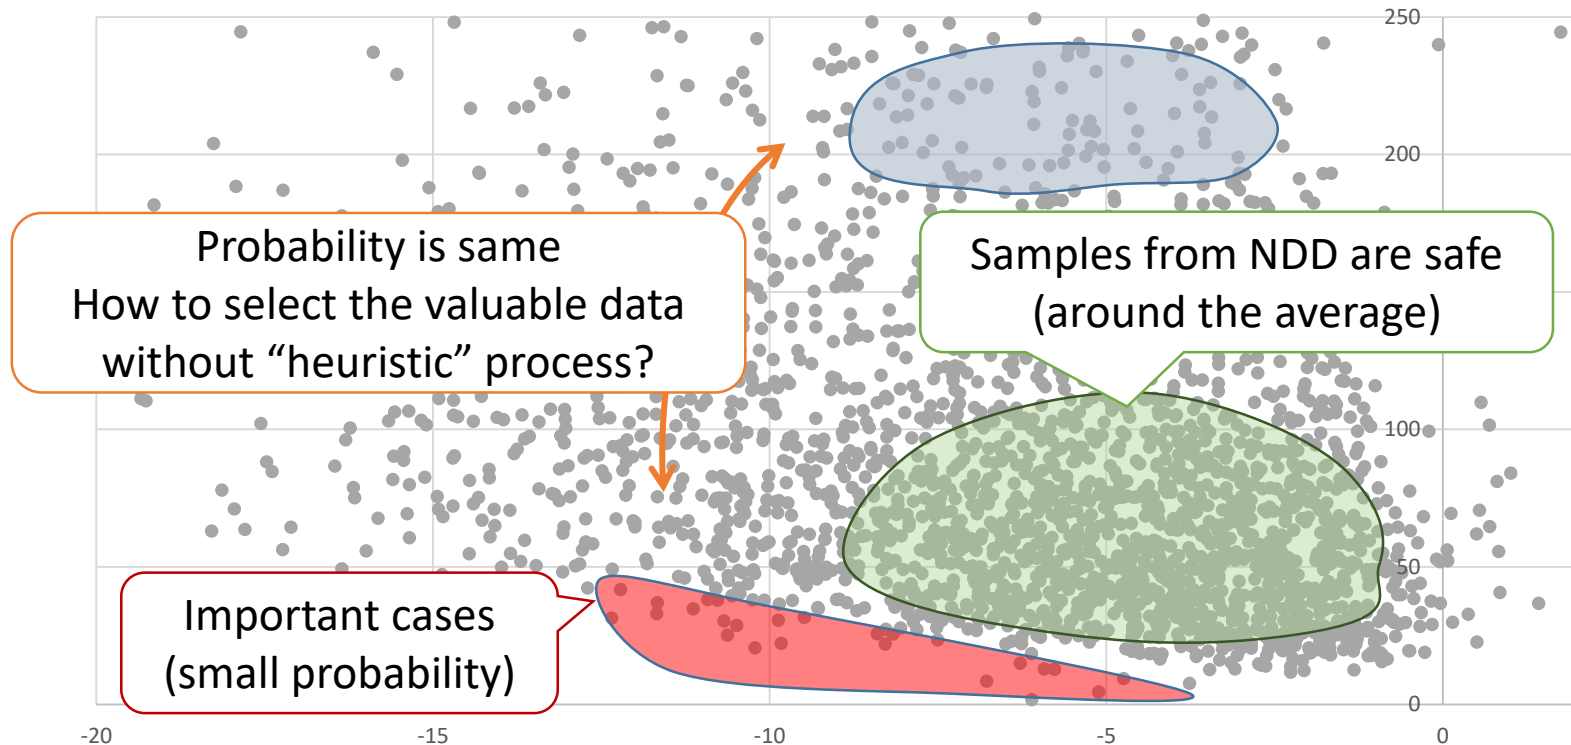 250
200
Probability is same
How to select the valuable data
without “heuristic” process?
Samples from NDD are safe
(around the average)
100
50
Important cases
(small probability)
0
-20
-15
-10
-5
0